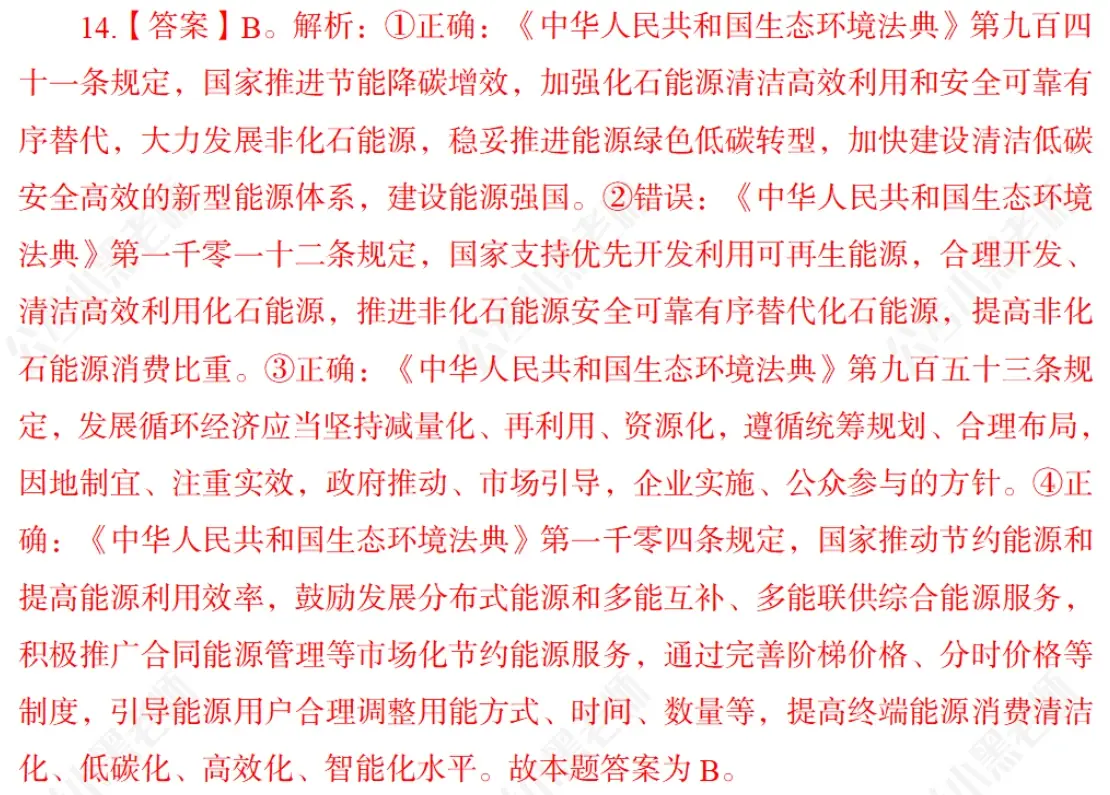 14.【答案】B。解析：①正确：《中华人民共和国生态环境法典》第九百四
十一条规定，国家推进节能降碳增效，加强化石能源清洁高效利用和安全可靠有
序替代，大力发展非化石能源，稳妥推进能源绿色低碳转型，加快建设清洁低碳
安全高效的新型能源体系，建设能源强国。②错误：《中华人民共和国生态环境
法典》第一千零一十二条规定，国家支持优先开发利用可再生能源，合理开发、
清洁高效利用化石能源，推进非化石能源安全可靠有序替代化石能源，提高非化
石能源消费比重。③正确：《中华人民共和国生态环境法典》第九百五十三条规
定，发展循环经济应当坚持减量化、再利用、资源化，遵循统筹规划、合理布局，
因地制宜、注重实效，政府推动、市场引导，企业实施、公众参与的方针。④正
确：《中华人民共和国生态环境法典》第一千零四条规定，国家推动节约能源和
提高能源利用效率，鼓励发展分布式能源和多能互补、多能联供综合能源服务，
积极推广合同能源管理等市场化节约能源服务，通过完善阶梯价格、分时价格等
制度，引导能源用户合理调整用能方式、时间、数量等，提高终端能源消费清洁
化、低碳化、高效化、智能化水平。故本题答案为 B。